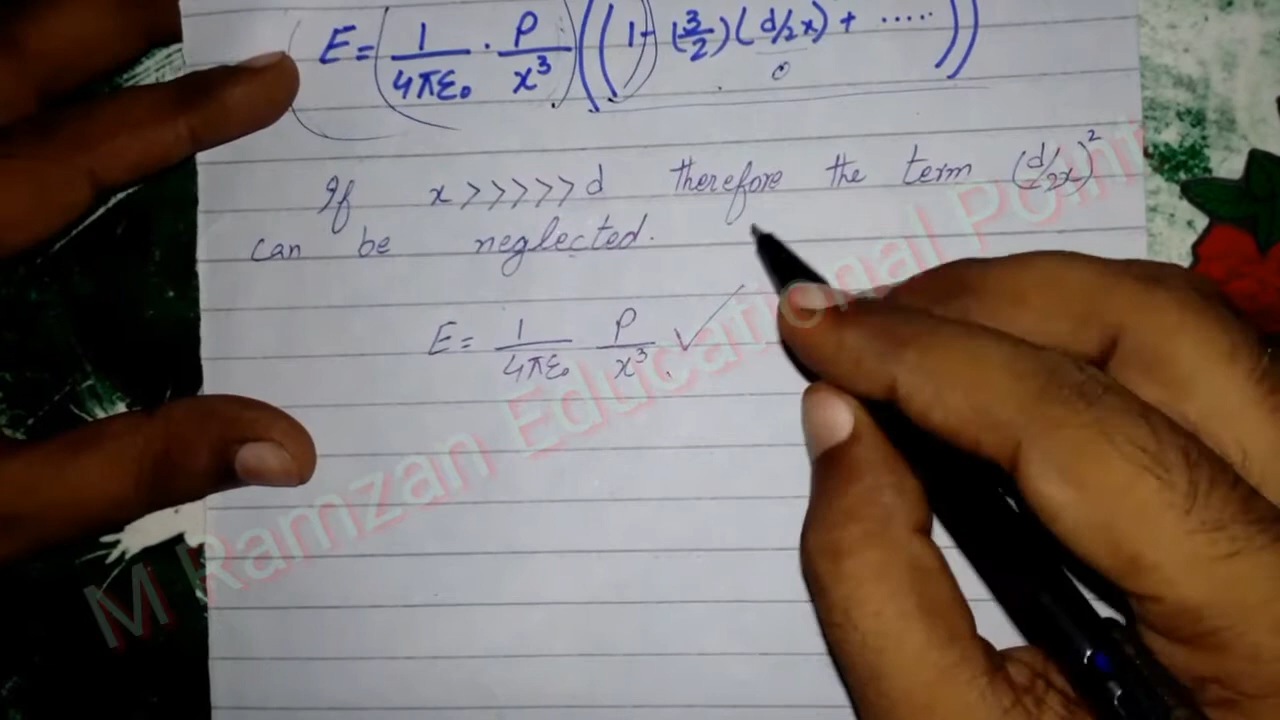 E = (1/4πε₀ · P/x³)((1 - (3/2)(d/2x) + .....))
If x>>>>>d therefore the term (d/2x)²
can be neglected.
E = 1/4πε₀ P/x³ ✓
M Ramzan Educational Point